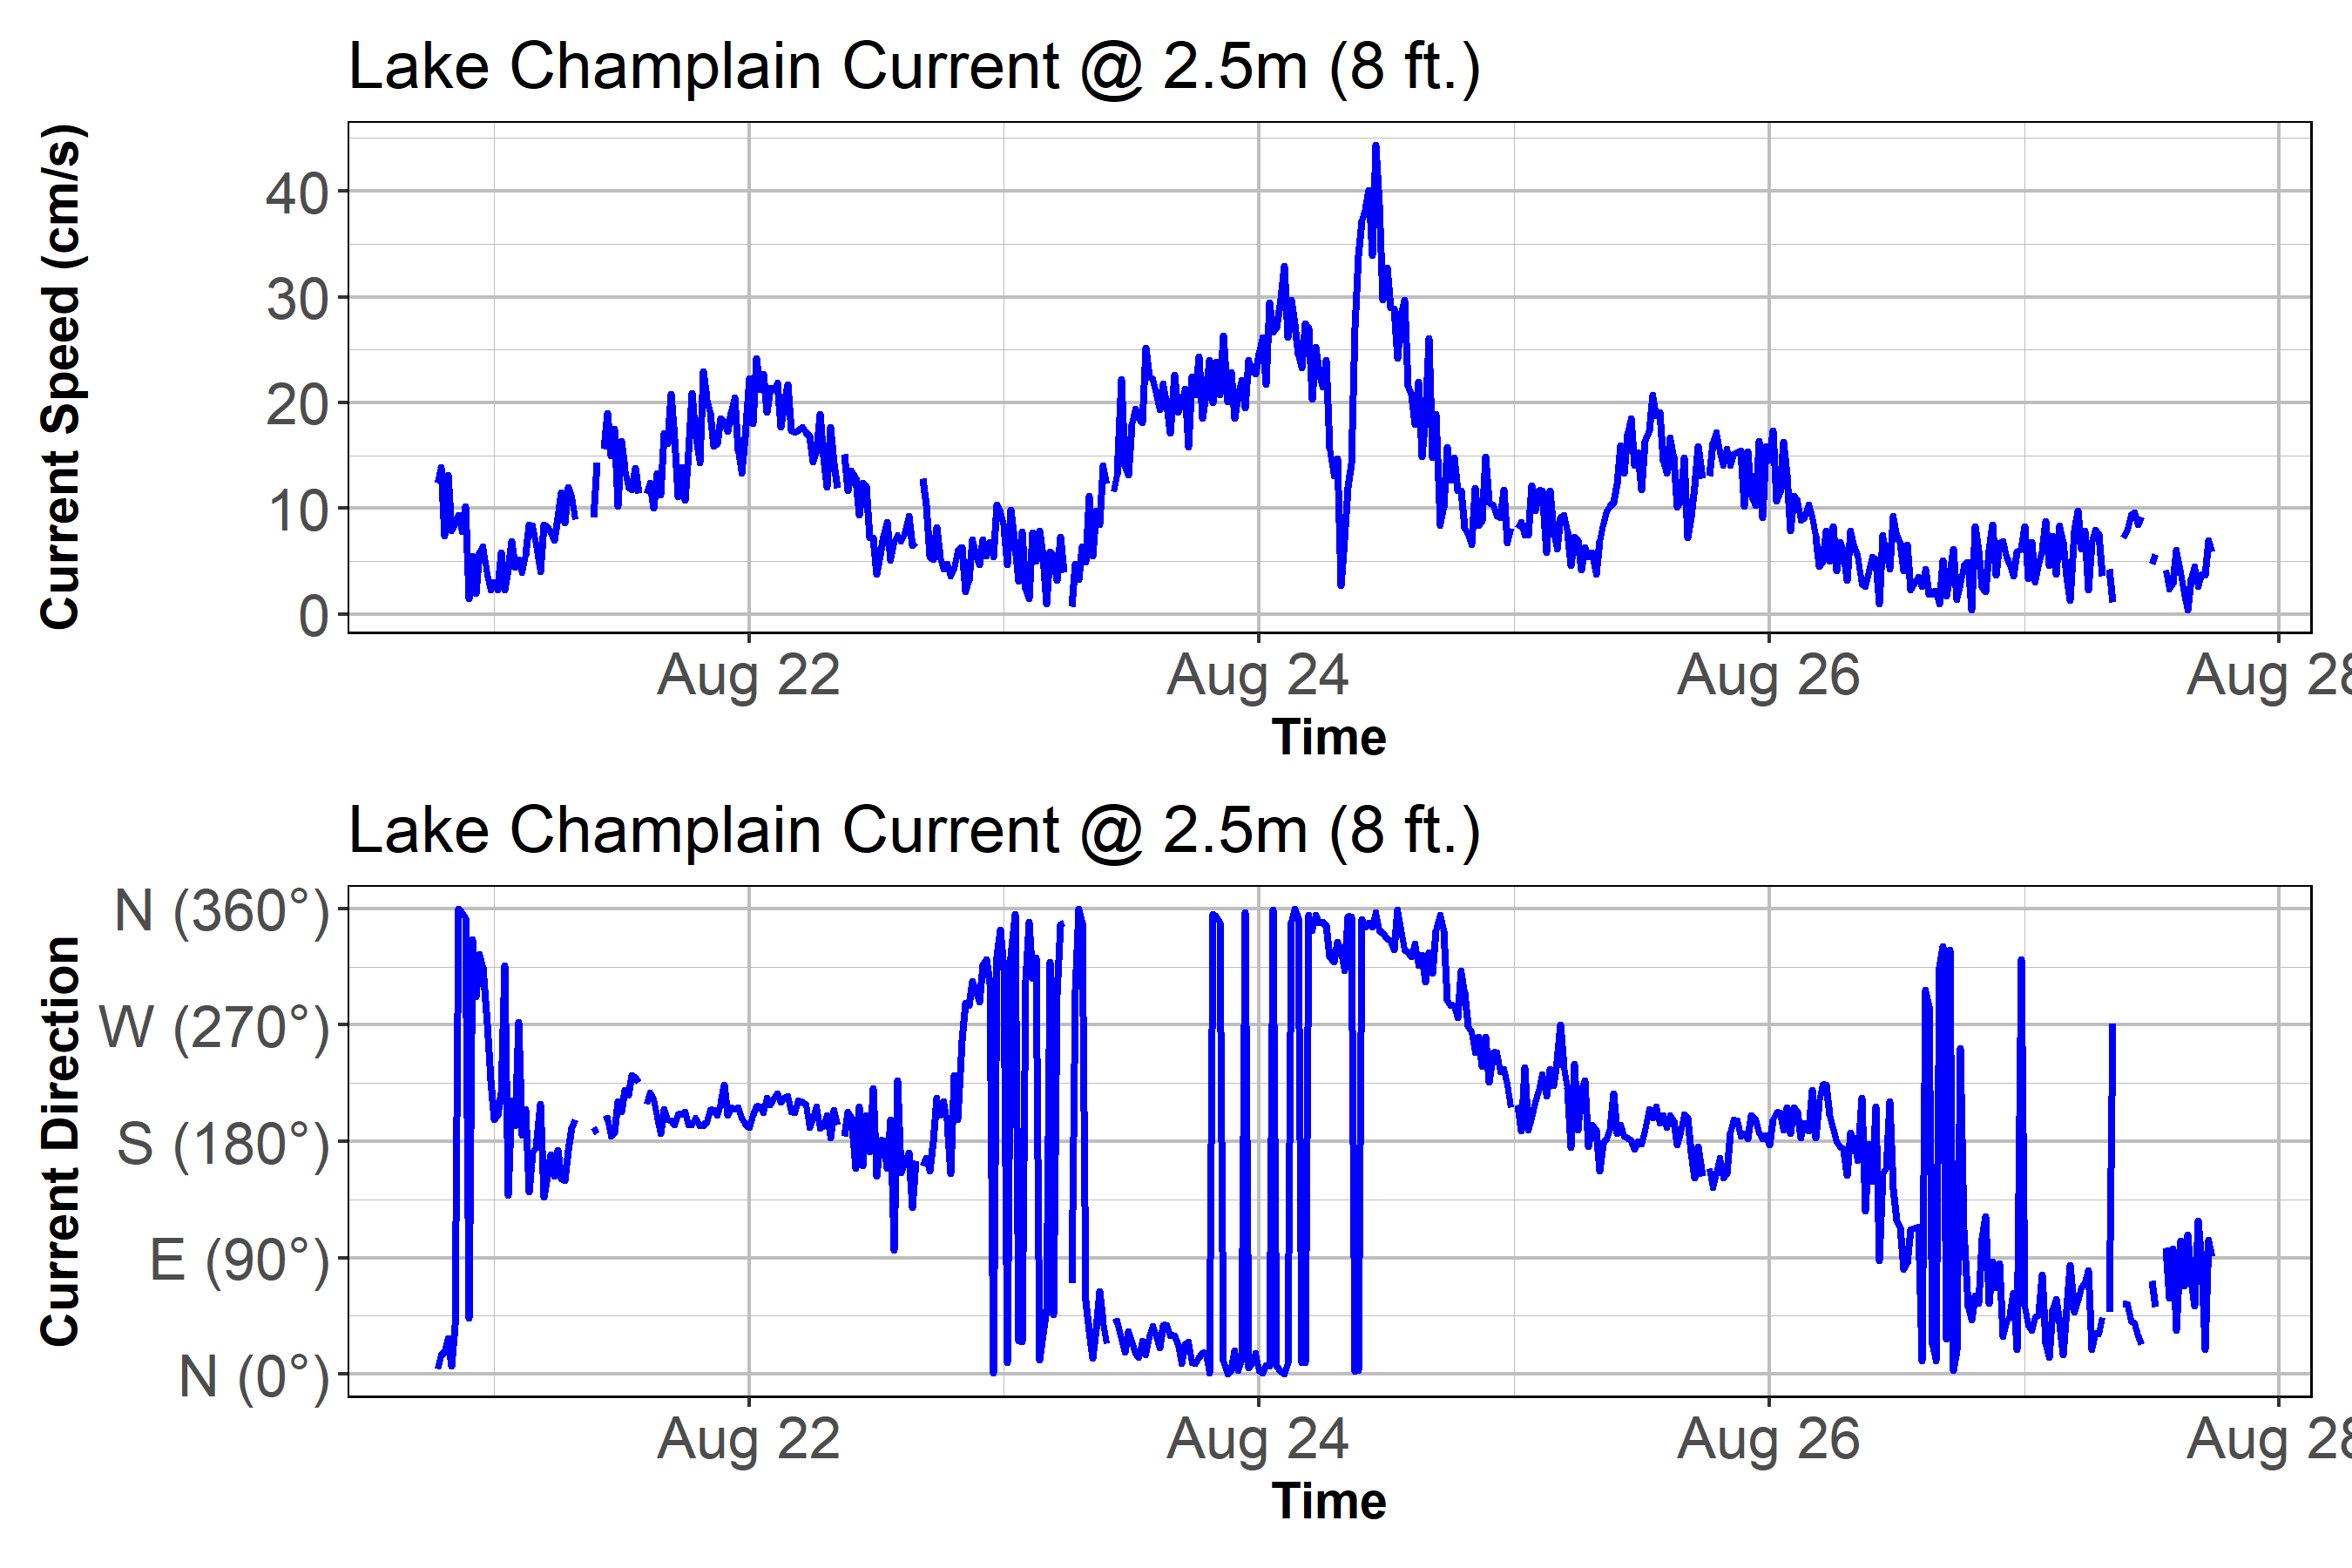 Lake Champlain Current @ 2.5m (8 ft.)
Current Speed (cm/s)
40
30
20
10
0
Aug 22 Aug 24 Aug 26 Aug 28
Time
Lake Champlain Current @ 2.5m (8 ft.)
Current Direction
N (360°)
W (270°)
S (180°)
E (90°)
N (0°)
Aug 22 Aug 24 Aug 26 Aug 28
Time